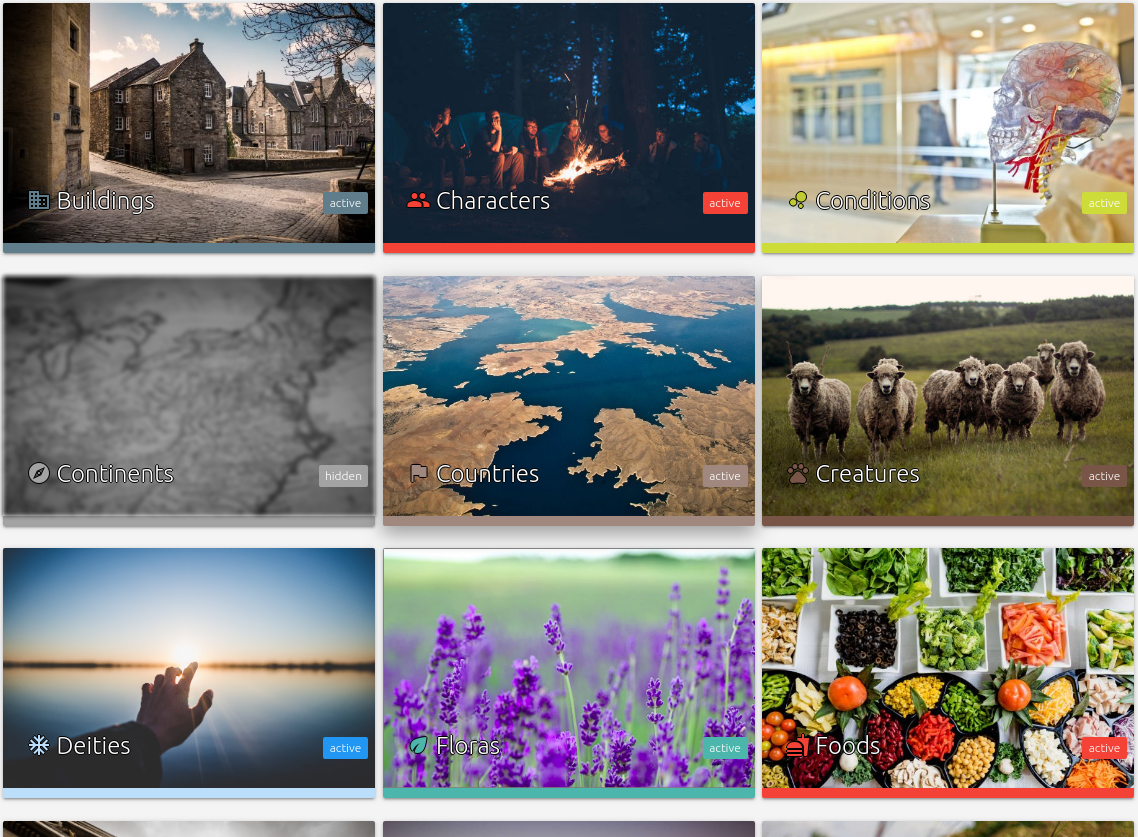 Buildings active
Characters active
Conditions active
Continents hidden
Countries active
Creatures active
Deities active
Floras active
Foods active